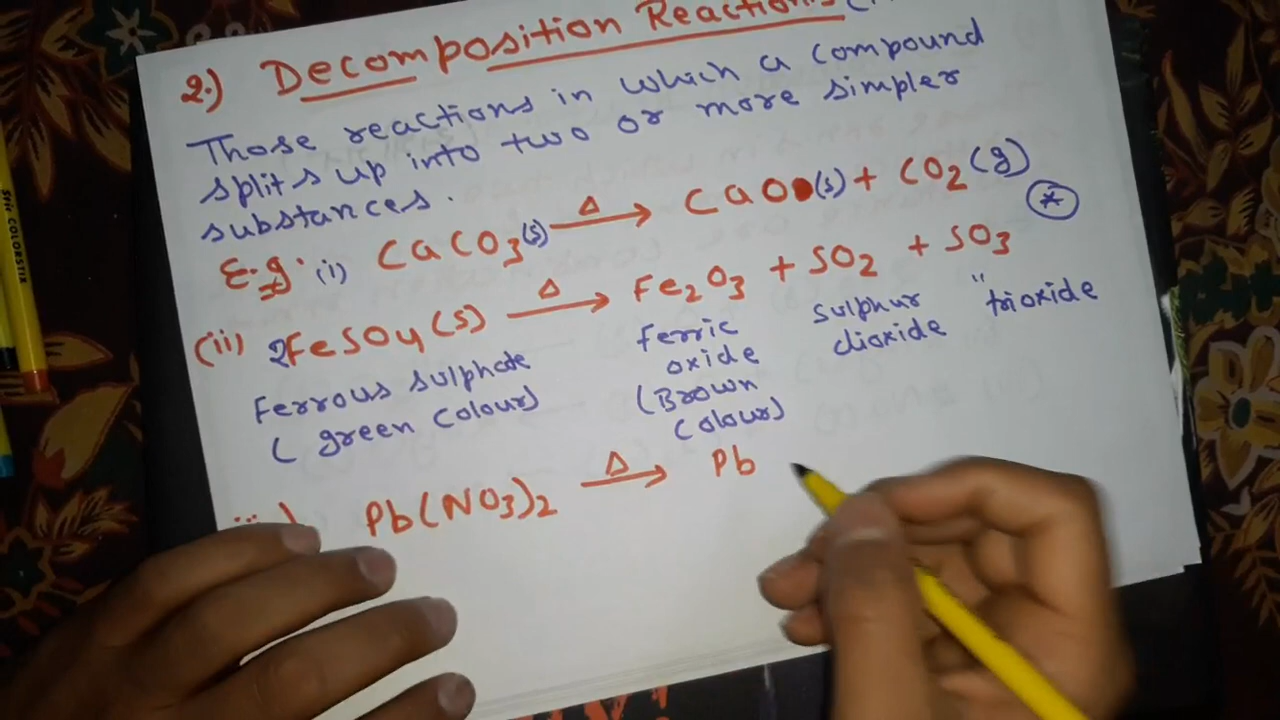 2.) Decomposition Reactions
Those reactions in which a compound
splits up into two or more simpler
substances.
E.g. (i) CaCO3(s) Δ→ CaO(s) + CO2(g)
*
(ii) 2FeSO4(s) Δ→ Fe2O3 + SO2 + SO3
Ferrous sulphate Ferric oxide sulphur dioxide " trioxide
(green colour) (Brown colour)
Pb(NO3)2 Δ→ Pb